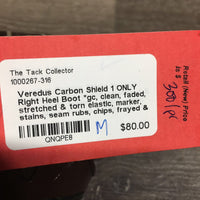 The Tack Collector
1000267-316
Veredus Carbon Shield 1 ONLY
Right Heel Boot *gc, clean, faded,
stretched & torn elastic, marker,
stains, seam rubs, chips, frayed &
QNQPE8
M
$80.00
Retail (New) Price
is $